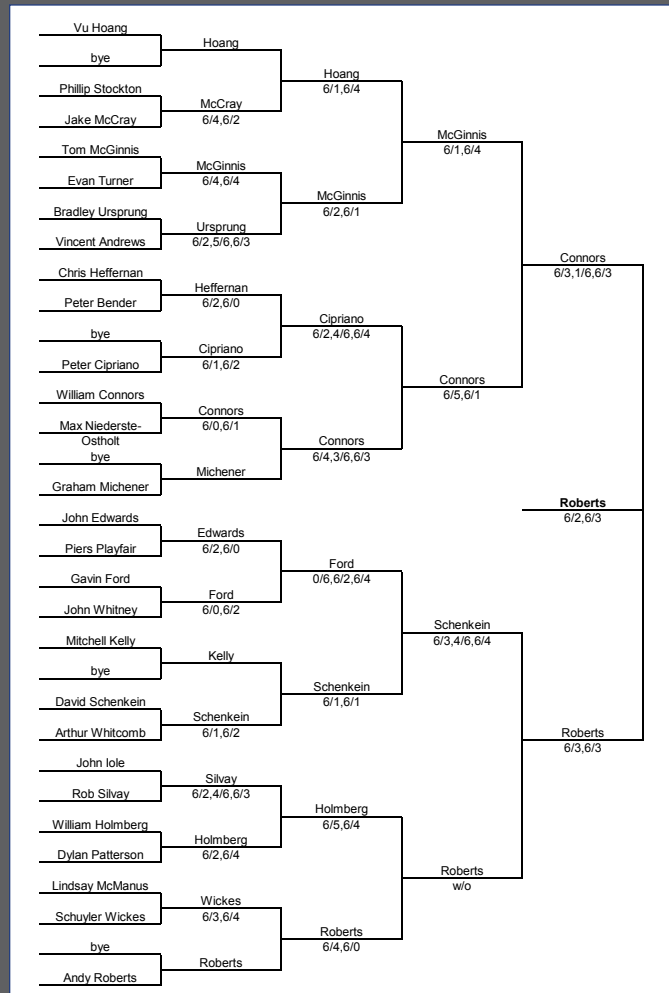 Vu Hoang
bye
Phillip Stockton
Jake McCray
Tom McGinnis
Evan Turner
Bradley Ursprung
Vincent Andrews
Chris Heffernan
Peter Bender
bye
Peter Cipriano
William Connors
Max Niederste-
Ostholt
bye
Graham Michener
John Edwards
Piers Playfair
Gavin Ford
John Whitney
Mitchell Kelly
bye
David Schenkein
Arthur Whitcomb
John Iole
Rob Silvay
William Holmberg
Dylan Patterson
Lindsay McManus
Schuyler Wickes
bye
Andy Roberts
Hoang
McCray
6/4,6/2
McGinnis
6/4,6/4
Ursprung
6/2,5/6,6/3
Heffernan
6/2,6/0
Cipriano
6/1,6/2
Connors
6/0,6/1
Michener
Edwards
6/2,6/0
Ford
6/0,6/2
Kelly
Schenkein
6/1,6/2
Silvay
6/2,4/6,6/3
Holmberg
6/2,6/4
Wickes
6/3,6/4
Roberts
Hoang
6/1,6/4
McGinnis
6/2,6/1
Cipriano
6/2,4/6,6/4
Connors
6/4,3/6,6/3
Ford
0/6,6/2,6/4
Schenkein
6/1,6/1
Holmberg
6/5,6/4
Roberts
6/4,6/0
McGinnis
6/1,6/4
Connors
6/5,6/1
Schenkein
6/3,4/6,6/4
Roberts
w/o
Connors
6/3,1/6,6/3
Roberts
6/3,6/3
Roberts
6/2,6/3